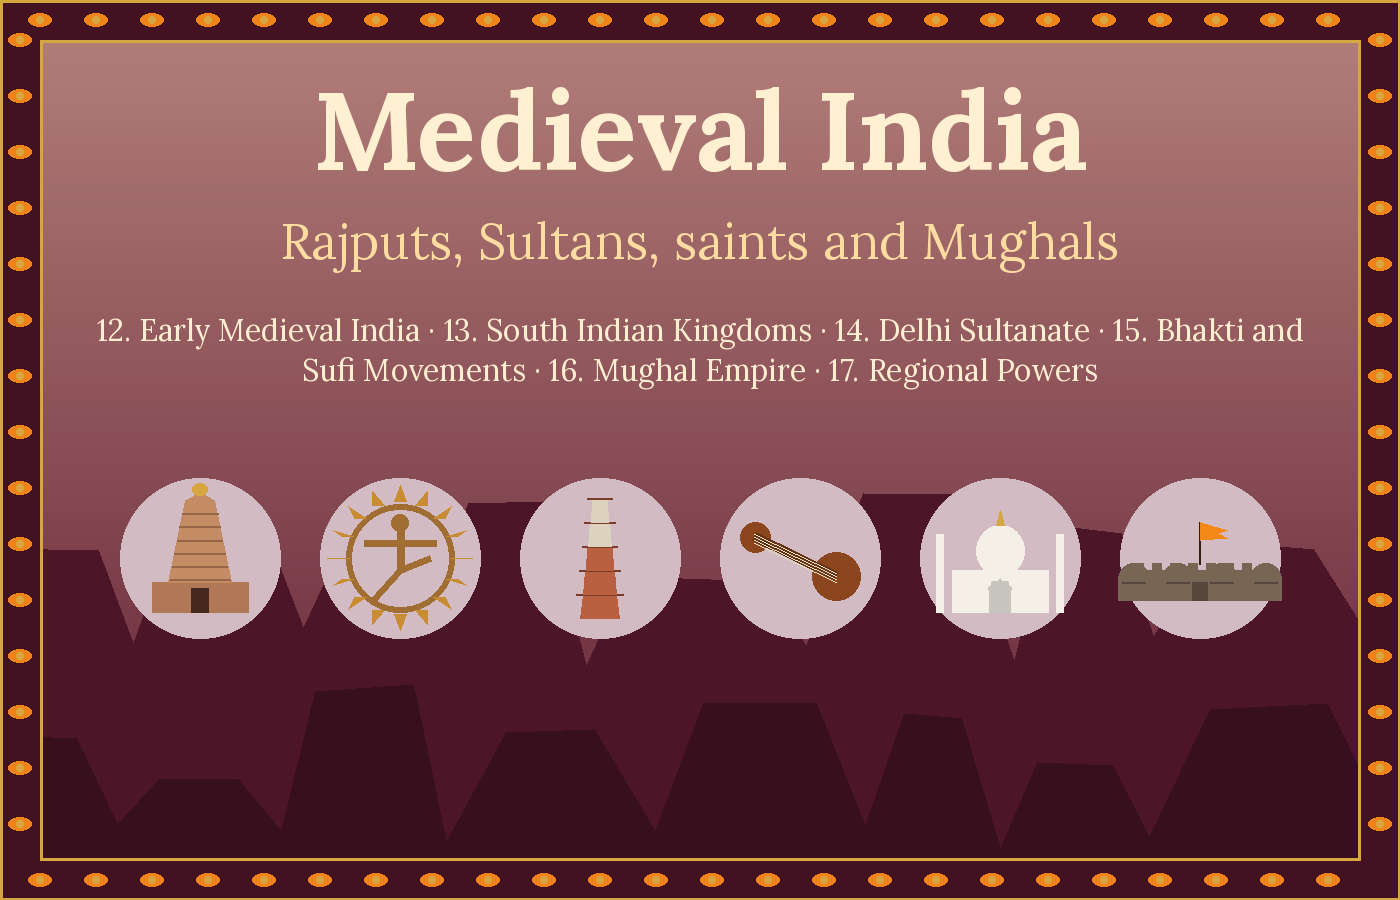 Medieval India
Rajputs, Sultans, saints and Mughals
12. Early Medieval India · 13. South Indian Kingdoms · 14. Delhi Sultanate · 15. Bhakti and
Sufi Movements · 16. Mughal Empire · 17. Regional Powers